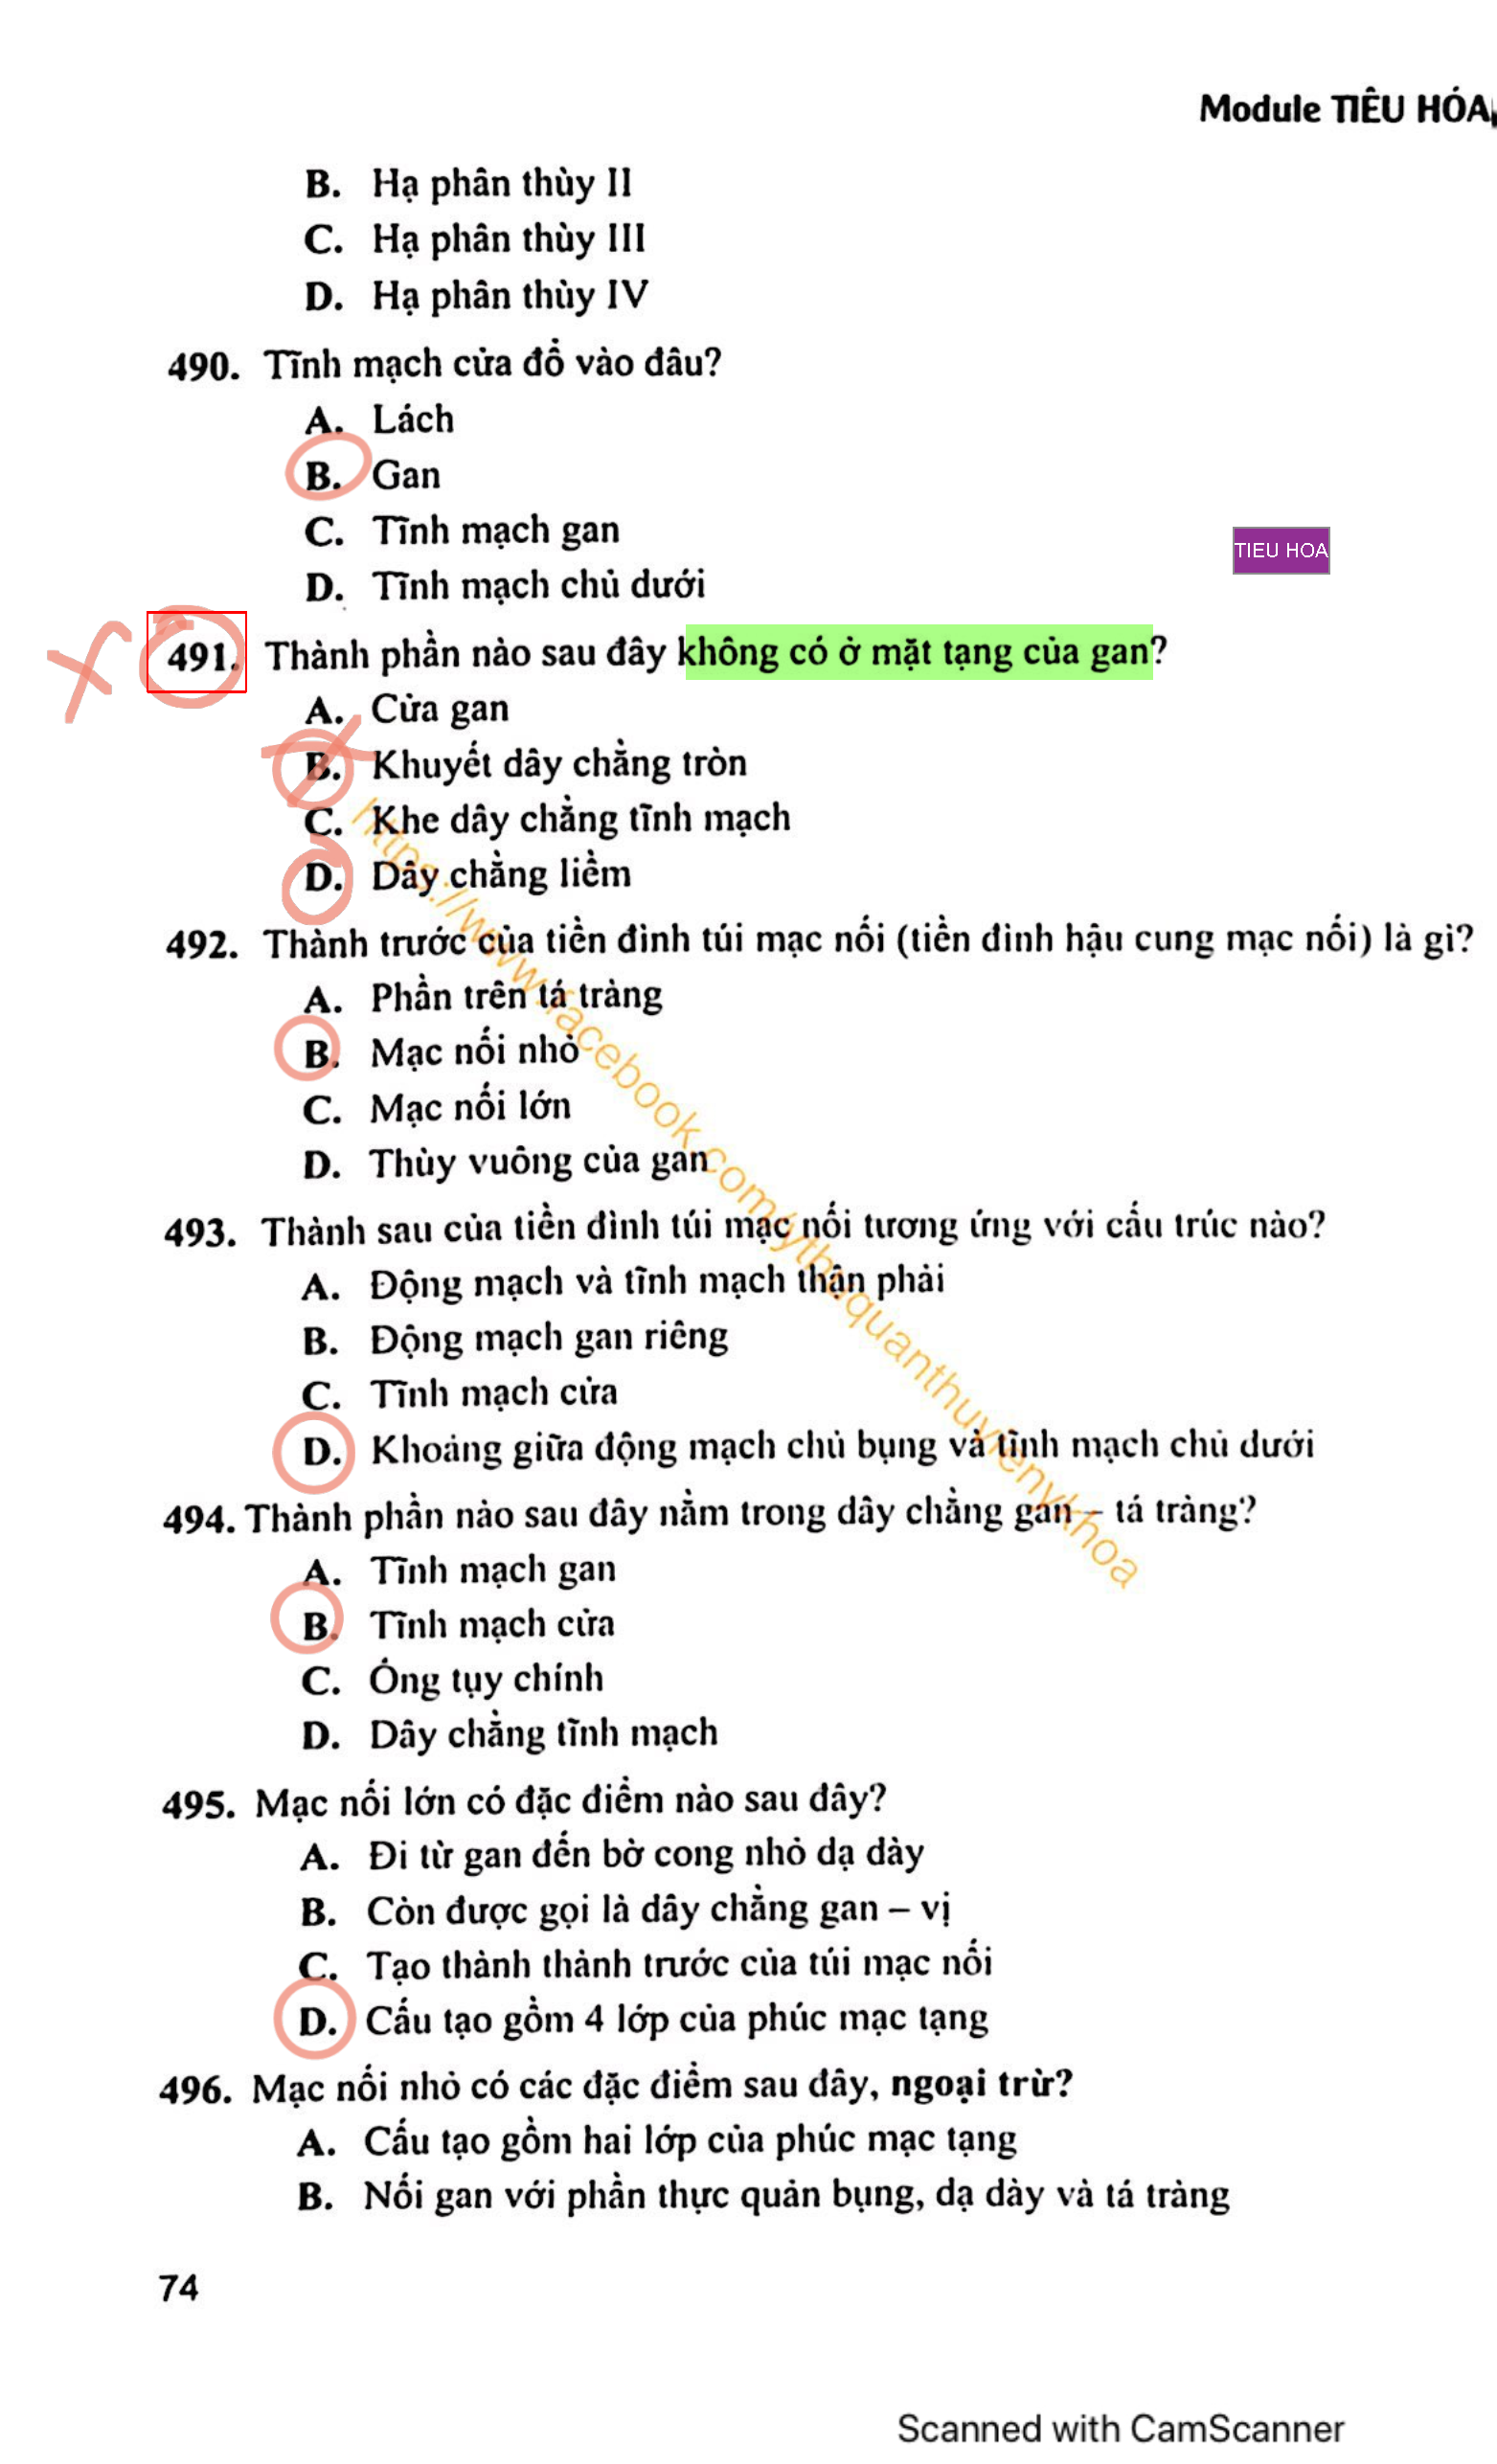 Module TIÊU HÓA
B. Hạ phân thùy II
C. Hạ phân thùy III
D. Hạ phân thùy IV
490. Tĩnh mạch cửa đổ vào đâu?
A. Lách
B. Gan
C. Tĩnh mạch gan
D. Tĩnh mạch chủ dưới
TIEU HOA
491. Thành phần nào sau đây không có ở mặt tạng của gan?
A. Cửa gan
B. Khuyết dây chằng tròn
C. Khe dây chằng tĩnh mạch
D. Dây chằng liềm
492. Thành trước của tiền đình túi mạc nối (tiền đình hậu cung mạc nối) là gì?
A. Phần trên tá tràng
B. Mạc nối nhỏ
C. Mạc nối lớn
D. Thùy vuông của gan
493. Thành sau của tiền đình túi mạc nối tương ứng với cấu trúc nào?
A. Động mạch và tĩnh mạch thận phải
B. Động mạch gan riêng
C. Tĩnh mạch cửa
D. Khoảng giữa động mạch chủ bụng và tĩnh mạch chủ dưới
494. Thành phần nào sau đây nằm trong dây chằng gan – tá tràng?
A. Tĩnh mạch gan
B. Tĩnh mạch cửa
C. Ống tụy chính
D. Dây chằng tĩnh mạch
495. Mạc nối lớn có đặc điểm nào sau đây?
A. Đi từ gan đến bờ cong nhỏ dạ dày
B. Còn được gọi là dây chằng gan – vị
C. Tạo thành thành trước của túi mạc nối
D. Cấu tạo gồm 4 lớp của phúc mạc tạng
496. Mạc nối nhỏ có các đặc điểm sau đây, ngoại trừ?
A. Cấu tạo gồm hai lớp của phúc mạc tạng
B. Nối gan với phần thực quản bụng, dạ dày và tá tràng
74
https://www.facebook.com/ythuquanthuvienykhoa
Scanned with CamScanner